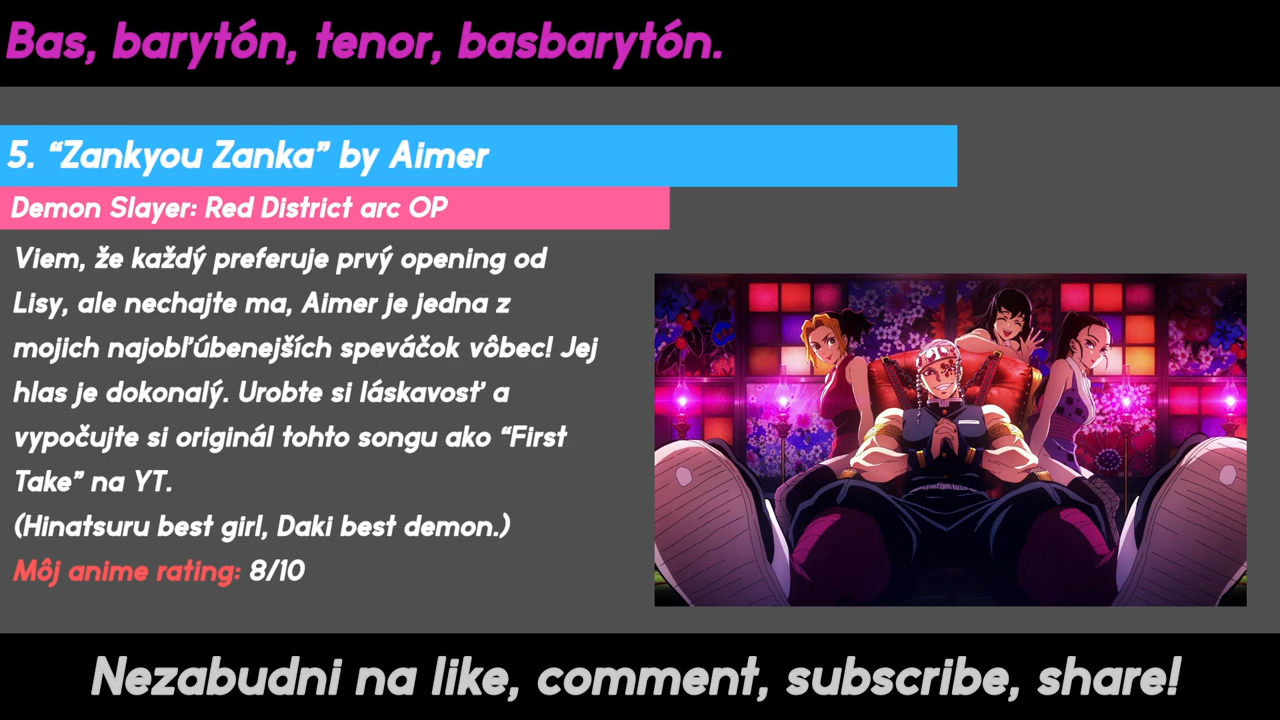 Bas, barytón, tenor, basbarytón.
5. “Zankyou Zanka” by Aimer
Demon Slayer: Red District arc OP
Viem, že každý preferuje prvý opening od
Lisy, ale nechajte ma, Aimer je jedna z
mojich najobľúbenejších speváčok vôbec! Jej
hlas je dokonalý. Urobte si láskavosť a
vypočujte si originál tohto songu ako “First
Take” na YT.
(Hinatsuru best girl, Daki best demon.)
Môj anime rating: 8/10
Nezabudni na like, comment, subscribe, share!